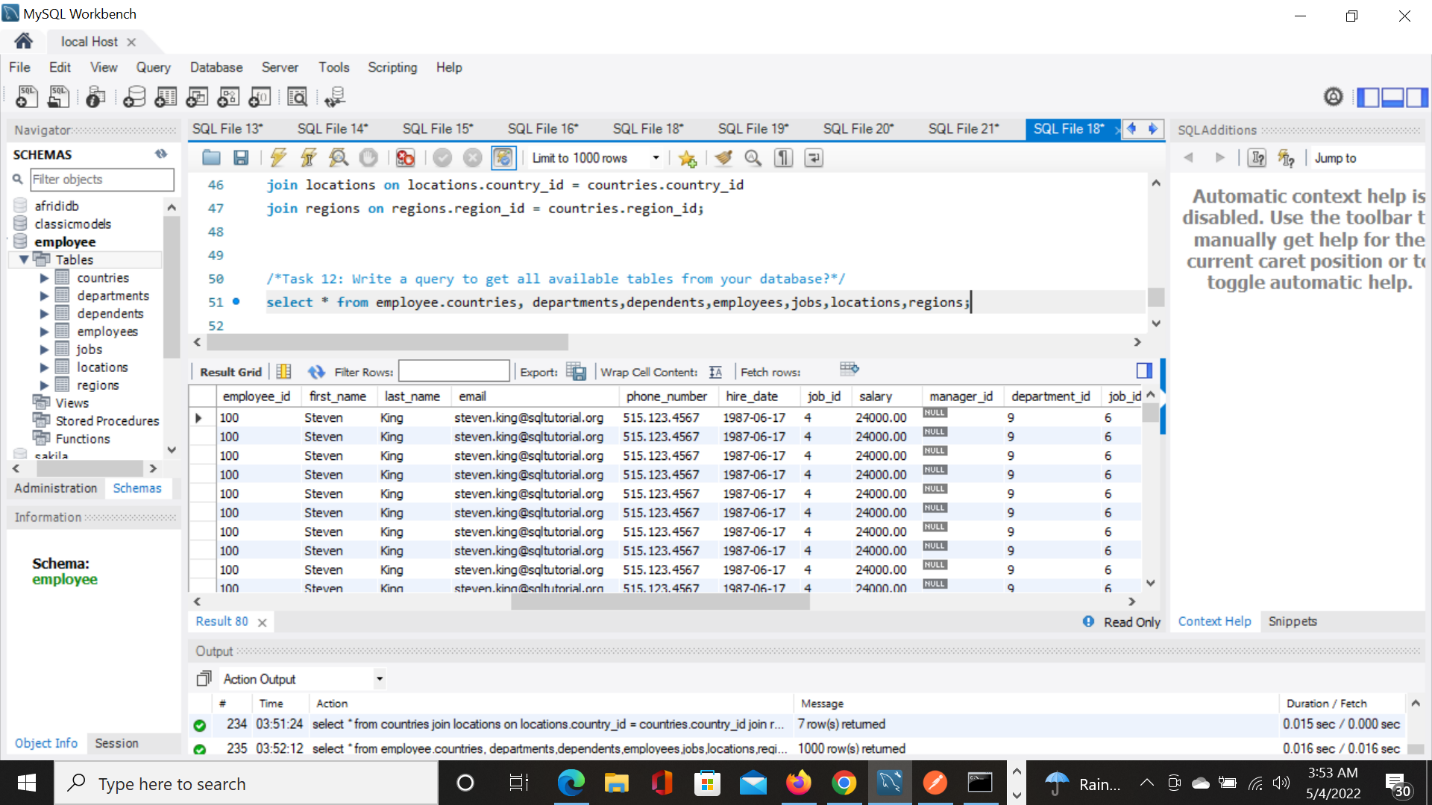 MySQL Workbench
local Host
File Edit View Query Database Server Tools Scripting Help
Navigator
SCHEMAS
Filter objects
afrididb
classicmodels
employee
Tables
countries
departments
dependents
employees
jobs
locations
regions
Views
Stored Procedures
Functions
sakila
Administration Schemas
Information
Schema:
employee
Object Info Session
SQL File 13* SQL File 14* SQL File 15* SQL File 16* SQL File 18* SQL File 19* SQL File 20* SQL File 21* SQL File 18*
Limit to 1000 rows
46 join locations on locations.country_id = countries.country_id
47 join regions on regions.region_id = countries.region_id;
48
49
50 /*Task 12: Write a query to get all available tables from your database?*/
51 select * from employee.countries, departments,dependents,employees,jobs,locations,regions;
52
Result Grid Filter Rows: Export: Wrap Cell Content: Fetch rows:
employee_id first_name last_name email phone_number hire_date job_id salary manager_id department_id job_id
100 Steven King steven.king@sqltutorial.org 515.123.4567 1987-06-17 4 24000.00 NULL 9 6
100 Steven King steven.king@sqltutorial.org 515.123.4567 1987-06-17 4 24000.00 NULL 9 6
100 Steven King steven.king@sqltutorial.org 515.123.4567 1987-06-17 4 24000.00 NULL 9 6
100 Steven King steven.king@sqltutorial.org 515.123.4567 1987-06-17 4 24000.00 NULL 9 6
100 Steven King steven.king@sqltutorial.org 515.123.4567 1987-06-17 4 24000.00 NULL 9 6
100 Steven King steven.king@sqltutorial.org 515.123.4567 1987-06-17 4 24000.00 NULL 9 6
100 Steven King steven.king@sqltutorial.org 515.123.4567 1987-06-17 4 24000.00 NULL 9 6
100 Steven King steven.king@sqltutorial.org 515.123.4567 1987-06-17 4 24000.00 NULL 9 6
100 Steven King steven.king@sqltutorial.org 515.123.4567 1987-06-17 4 24000.00 NULL 9 6
100 Steven King steven.king@sqltutorial.org 515.123.4567 1987-06-17 4 24000.00 NULL 9 6
Result 80 Read Only
SQLAdditions
Jump to
Automatic context help is
disabled. Use the toolbar t
manually get help for the
current caret position or to
toggle automatic help.
Context Help Snippets
Output
Action Output
# Time Action Message Duration / Fetch
234 03:51:24 select * from countries join locations on locations.country_id = countries.country_id join r... 7 row(s) returned 0.015 sec / 0.000 sec
235 03:52:12 select * from employee.countries, departments,dependents,employees,jobs,locations,regi... 1000 row(s) returned 0.016 sec / 0.016 sec
Type here to search
Rain...
3:53 AM
5/4/2022
30